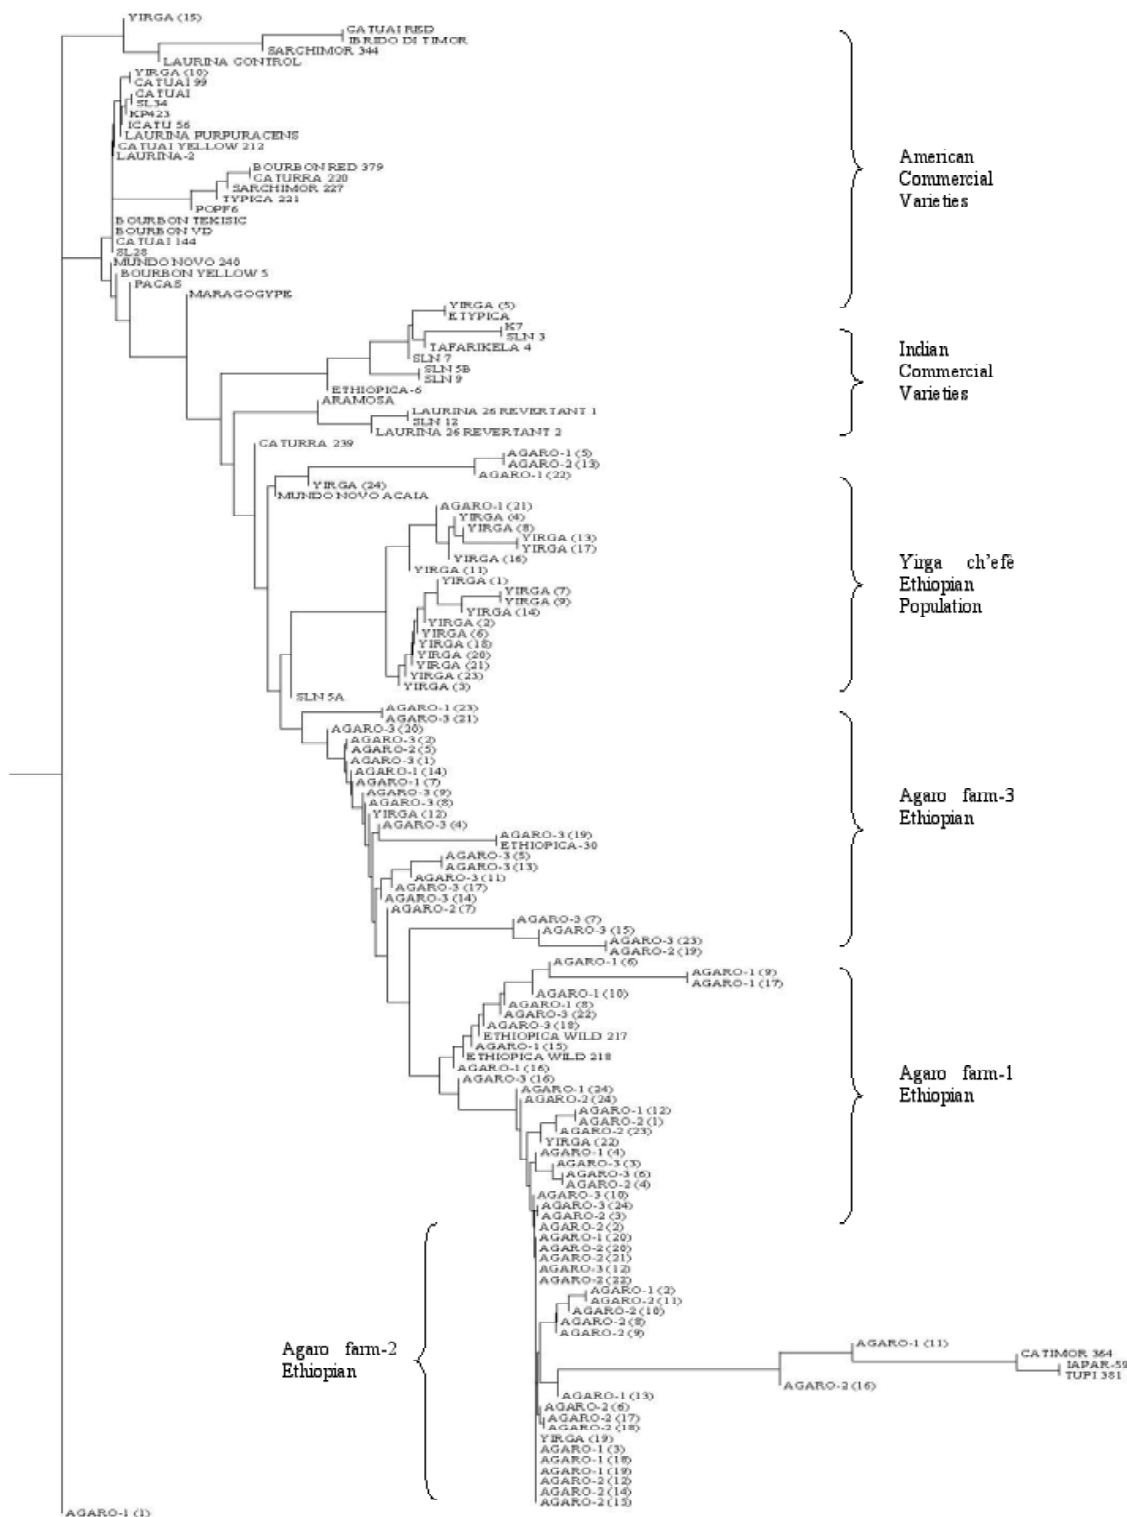 YIRGA (15)
CATUAI RED
IBRIDO DI TIMOR
SARCHIMOR 344
LAURINA CONTROL
YIRGA (10)
CATUAI 99
CATUAI
SL34
KP423
ICATU 56
LAURINA PURPURACENS
CATUAI YELLOW 212
LAURINA-2
BOURBON RED 379
CATURRA 220
SARCHIMOR 227
TYPICA 221
POPF6
BOURBON TEKISIC
BOURBON VD
CATUAI 144
SL28
MUNDO NOVO 240
BOURBON YELLOW 5
PACAS
MARAGOGYPE
American
Commercial
Varieties
YIRGA (5)
ETYPICA
K7
SLN 3
TAFARIKELA 4
SLN 7
SLN 5B
SLN 9
ETHIOPICA-6
ARAMOSA
LAURINA 26 REVERTANT 1
SLN 12
LAURINA 26 REVERTANT 2
Indian
Commercial
Varieties
CATURRA 239
AGARO-1 (5)
AGARO-2 (13)
AGARO-1 (22)
YIRGA (24)
MUNDO NOVO ACAIA
AGARO-1 (21)
YIRGA (4)
YIRGA (8)
YIRGA (13)
YIRGA (17)
YIRGA (16)
YIRGA (11)
YIRGA (1)
YIRGA (7)
YIRGA (9)
YIRGA (14)
YIRGA (2)
YIRGA (6)
YIRGA (18)
YIRGA (20)
YIRGA (21)
YIRGA (23)
YIRGA (3)
SLN 5A
Yirga ch'efé
Ethiopian
Population
AGARO-1 (23)
AGARO-3 (21)
AGARO-3 (20)
AGARO-3 (2)
AGARO-2 (5)
AGARO-3 (1)
AGARO-1 (14)
AGARO-1 (7)
AGARO-3 (9)
AGARO-3 (8)
YIRGA (12)
AGARO-3 (4)
AGARO-3 (19)
ETHIOPICA-30
AGARO-3 (5)
AGARO-3 (13)
AGARO-3 (11)
AGARO-3 (17)
AGARO-3 (14)
AGARO-2 (7)
AGARO-3 (7)
AGARO-3 (15)
AGARO-3 (23)
AGARO-2 (19)
Agaro farm-3
Ethiopian
AGARO-1 (6)
AGARO-1 (9)
AGARO-1 (17)
AGARO-1 (10)
AGARO-1 (8)
AGARO-3 (22)
AGARO-3 (18)
ETHIOPICA WILD 217
AGARO-1 (15)
ETHIOPICA WILD 218
AGARO-1 (16)
AGARO-3 (16)
AGARO-1 (24)
AGARO-2 (24)
AGARO-1 (12)
AGARO-2 (1)
AGARO-2 (23)
YIRGA (22)
AGARO-1 (4)
AGARO-3 (3)
AGARO-3 (6)
AGARO-2 (4)
AGARO-3 (10)
AGARO-3 (24)
AGARO-2 (3)
Agaro farm-1
Ethiopian
AGARO-2 (2)
AGARO-1 (20)
AGARO-2 (20)
AGARO-2 (21)
AGARO-3 (12)
AGARO-2 (22)
AGARO-1 (2)
AGARO-2 (11)
AGARO-2 (10)
AGARO-2 (8)
AGARO-2 (9)
AGARO-1 (11)
CATIMOR 364
IAPAR-59
TUPI 381
AGARO-2 (16)
AGARO-1 (13)
AGARO-2 (6)
AGARO-2 (17)
AGARO-2 (18)
YIRGA (19)
AGARO-1 (3)
AGARO-1 (18)
AGARO-1 (19)
AGARO-2 (12)
AGARO-2 (14)
AGARO-2 (15)
Agaro farm-2
Ethiopian
AGARO-1 (1)